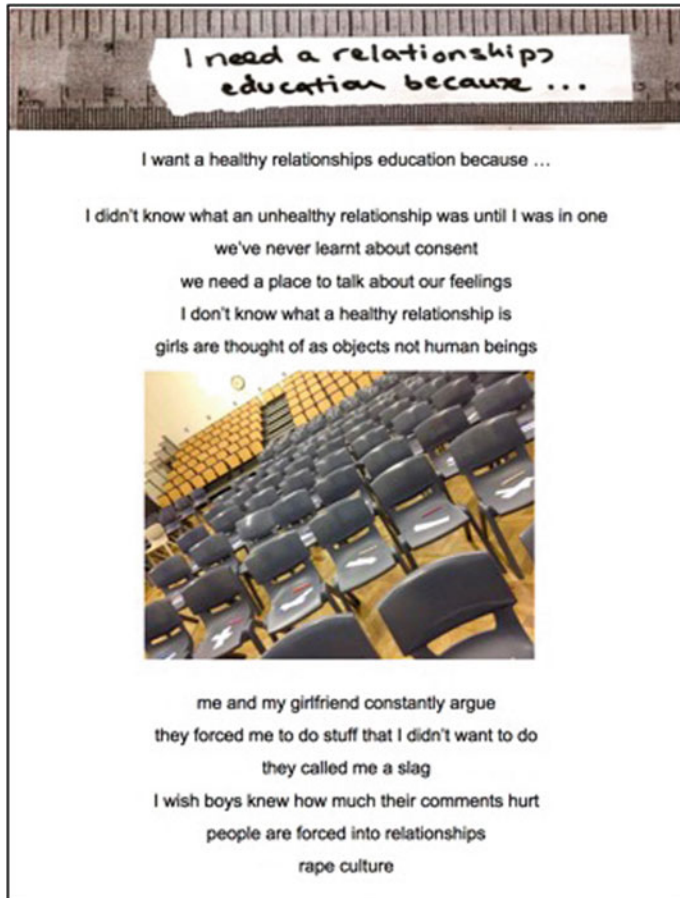 I need a relationships
education because ...
I want a healthy relationships education because ...
I didn't know what an unhealthy relationship was until I was in one
we've never learnt about consent
we need a place to talk about our feelings
I don't know what a healthy relationship is
girls are thought of as objects not human beings
me and my girlfriend constantly argue
they forced me to do stuff that I didn't want to do
they called me a slag
I wish boys knew how much their comments hurt
people are forced into relationships
rape culture